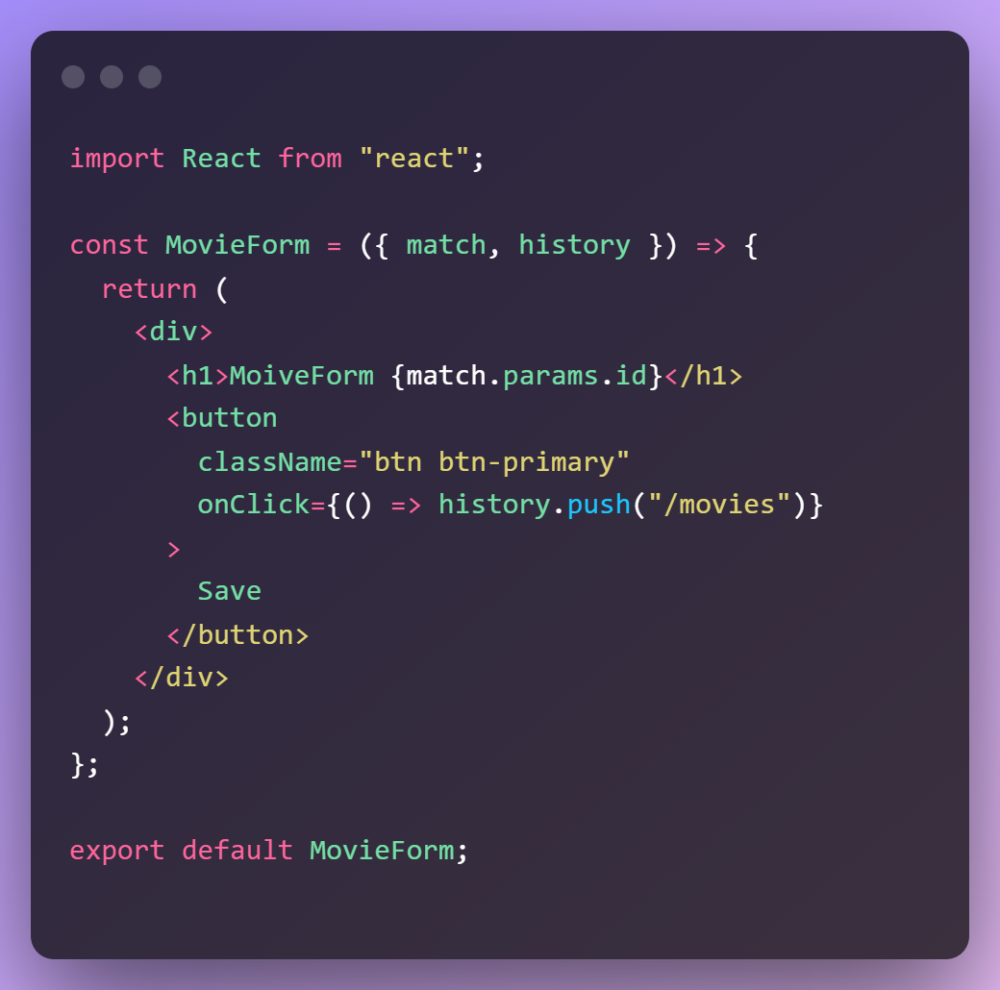 import React from "react";

const MovieForm = ({ match, history }) => {
  return (
    <div>
      <h1>MoiveForm {match.params.id}</h1>
      <button
        className="btn btn-primary"
        onClick={() => history.push("/movies")}
      >
        Save
      </button>
    </div>
  );
};

export default MovieForm;